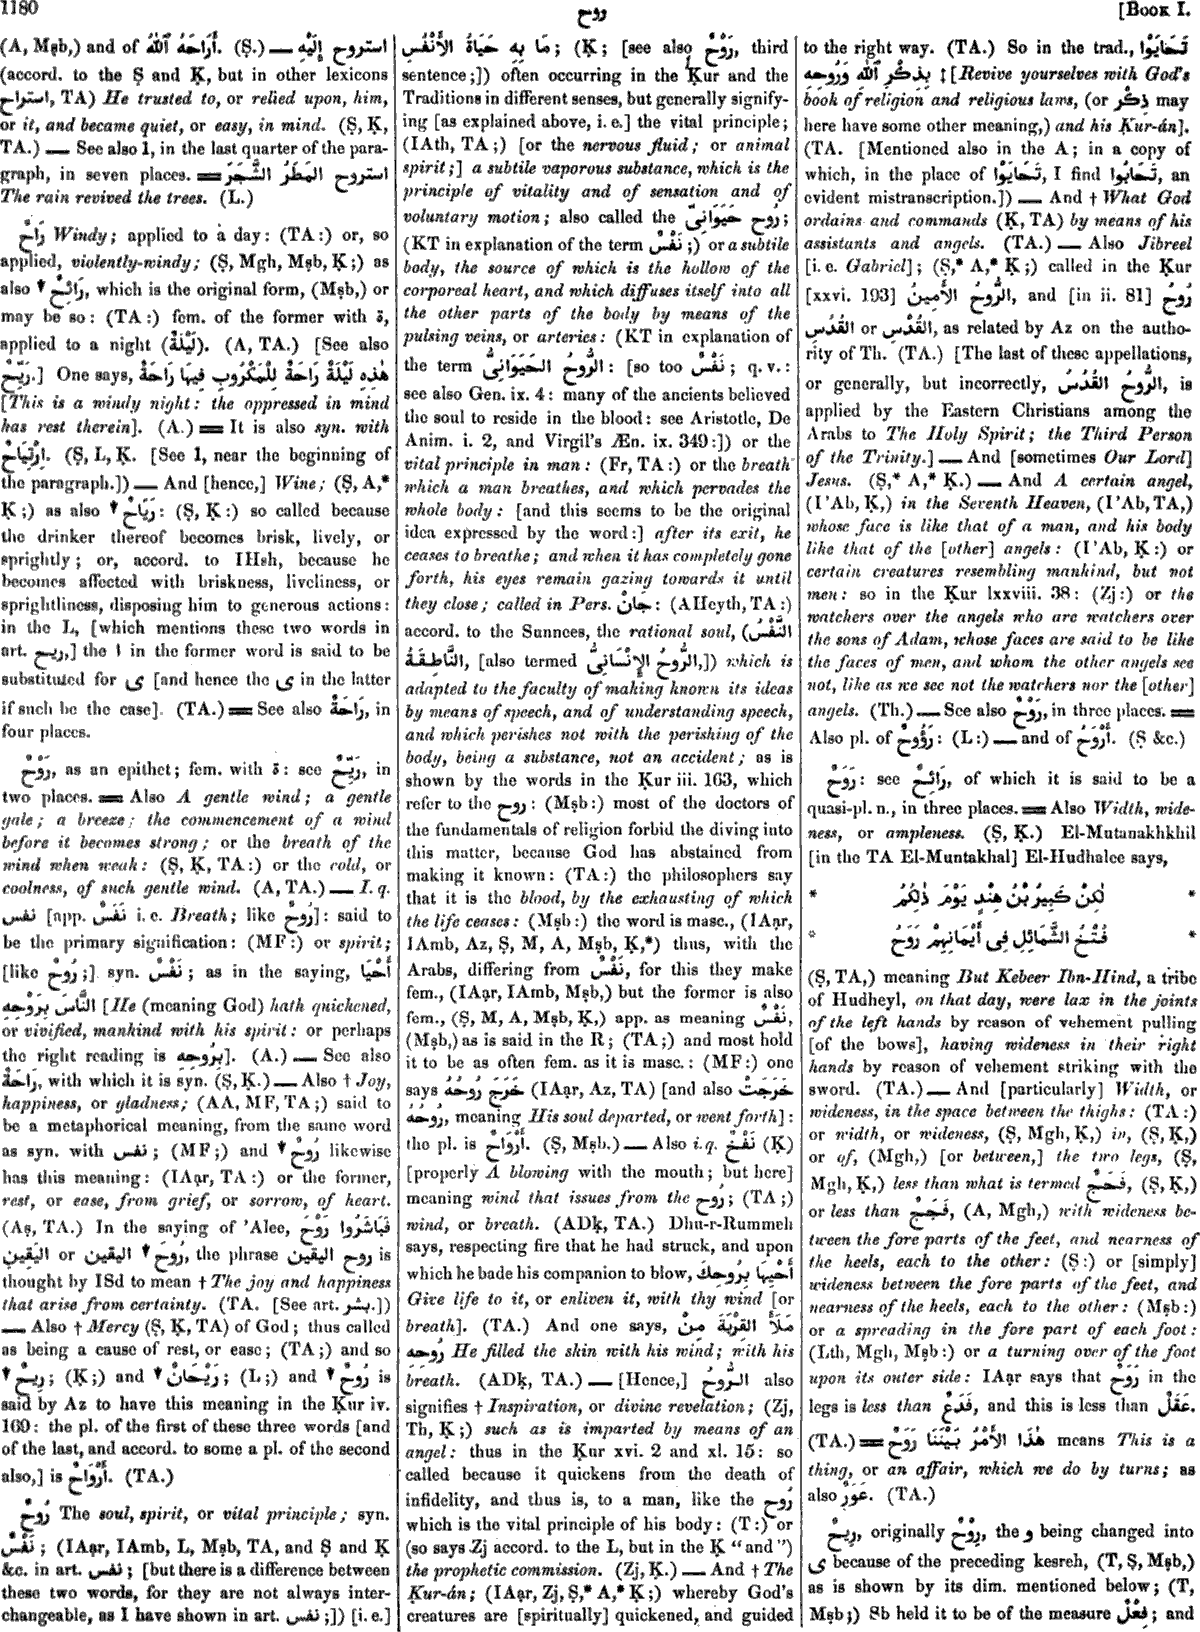 1180
روح
[BOOK I.
(A, Mṣb,) and of أَرَاحَهُ ٱللّٰهُ. (Ṣ.) — استروح إِلَيْهِ
(accord. to the Ṣ and Ḳ, but in other lexicons
استراح, TA) He trusted to, or relied upon, him,
or it, and became quiet, or easy, in mind. (Ṣ, Ḳ,
TA.) — See also 1, in the last quarter of the para-
graph, in seven places. ═ استروح المَطَرُ الشَّجَرَ
The rain revived the trees. (L.)
رَاحٌ Windy; applied to a day: (TA:) or, so
applied, violently-windy; (Ṣ, Mgh, Mṣb, Ḳ;) as
also ↓ رَائِحٌ, which is the original form, (Mṣb,) or
may be so: (TA:) fem. of the former with ة,
applied to a night (لَيْلَةٌ). (A, TA.) [See also
رَيِّحٌ.] One says, هٰذِهِ لَيْلَةٌ رَاحَةٌ لِلْمَكْرُوبِ فِيهَا رَاحَةٌ
[This is a windy night: the oppressed in mind
has rest therein]. (A.) ═ It is also syn. with
اِرْتِيَاحٌ. (Ṣ, L, Ḳ. [See 1, near the beginning of
the paragraph.]) — And [hence,] Wine; (Ṣ, A,*
Ḳ;) as also ↓ رَيَاحٌ: (Ṣ, Ḳ:) so called because
the drinker thereof becomes brisk, lively, or
sprightly; or, accord. to IHsh, because he
becomes affected with briskness, liveliness, or
sprightliness, disposing him to generous actions:
in the L, [which mentions these two words in
art. ريح,] the ا in the former word is said to be
substituted for ى [and hence the ى in the latter
if such be the case]. (TA.) ═ See also رَاحَةٌ, in
four places.
رَوْحٌ, as an epithet; fem. with ة: see رَيِّحٌ, in
two places. ═ Also A gentle wind; a gentle
gale; a breeze; the commencement of a wind
before it becomes strong; or the breath of the
wind when weak: (Ṣ, Ḳ, TA:) or the cold, or
coolness, of such gentle wind. (A, TA.) — I. q.
نفس [app. نَفَسٌ i. e. Breath; like رُوحٌ]: said to
be the primary signification: (MF:) or spirit;
[like رُوحٌ;] syn. نَفْسٌ; as in the saying, أَحْيَا
النَّاسَ بِرَوْحِهِ [He (meaning God) hath quickened,
or vivified, mankind with his spirit: or perhaps
the right reading is بِرُوحِهِ]. (A.) — See also
رَاحَةٌ, with which it is syn. (Ṣ, Ḳ.) — Also † Joy,
happiness, or gladness; (AA, MF, TA;) said to
be a metaphorical meaning, from the same word
as syn. with نفس; (MF;) and ↓ رُوحٌ likewise
has this meaning: (IAạr, TA:) or the former,
rest, or ease, from grief, or sorrow, of heart.
(Aṣ, TA.) In the saying of 'Alee, فَبَاشَرُوا رَوْحَ
اليَقِينِ or رُوحَ ↓ اليقين, the phrase روح اليقين is
thought by ISd to mean † The joy and happiness
that arise from certainty. (TA. [See art. بشر.])
— Also † Mercy (Ṣ, Ḳ, TA) of God; thus called
as being a cause of rest, or ease; (TA;) and so
↓ رِيحٌ; (Ḳ;) and ↓ رَيْحَانٌ; (L;) and ↓ رُوحٌ is
said by Az to have this meaning in the Ḳur iv.
169: the pl. of the first of these three words [and
of the last, and accord. to some a pl. of the second
also,] is أَرْوَاحٌ. (TA.)
رُوحٌ The soul, spirit, or vital principle; syn.
نَفْسٌ; (IAạr, IAmb, L, Mṣb, TA, and Ṣ and Ḳ
&c. in art. نفس; [but there is a difference between
these two words, for they are not always inter-
changeable, as I have shown in art. نفس;]) [i. e.]
مَا بِهِ حَيَاةُ الأَنْفُسِ; (Ḳ; [see also رَوْحٌ, third
sentence;]) often occurring in the Ḳur and the
Traditions in different senses, but generally signify-
ing [as explained above, i. e.] the vital principle;
(IAth, TA;) [or the nervous fluid; or animal
spirit;] a subtile vaporous substance, which is the
principle of vitality and of sensation and of
voluntary motion; also called the رُوح حَيَوَانِىّ;
(KT in explanation of the term نَفْسٌ;) or a subtile
body, the source of which is the hollow of the
corporeal heart, and which diffuses itself into all
the other parts of the body by means of the
pulsing veins, or arteries: (KT in explanation of
the term الرُّوحُ الحَيَوَانِىُّ: [so too نَفْسٌ; q. v.:
see also Gen. ix. 4: many of the ancients believed
the soul to reside in the blood: see Aristotle, De
Anim. i. 2, and Virgil's Æn. ix. 349:]) or the
vital principle in man: (Fr, TA:) or the breath
which a man breathes, and which pervades the
whole body: [and this seems to be the original
idea expressed by the word:] after its exit, he
ceases to breathe; and when it has completely gone
forth, his eyes remain gazing towards it until
they close; called in Pers. جَانْ: (AHeyth, TA:)
accord. to the Sunnees, the rational soul, (النَّفْسُ
النَّاطِقَةُ, [also termed الرُّوحُ الإِنْسَانِىُّ,]) which is
adapted to the faculty of making known its ideas
by means of speech, and of understanding speech,
and which perishes not with the perishing of the
body, being a substance, not an accident; as is
shown by the words in the Ḳur iii. 163, which
refer to the روح: (Mṣb:) most of the doctors of
the fundamentals of religion forbid the diving into
this matter, because God has abstained from
making it known: (TA:) the philosophers say
that it is the blood, by the exhausting of which
the life ceases: (Mṣb:) the word is masc., (IAạr,
IAmb, Az, Ṣ, M, A, Mṣb, Ḳ,*) thus, with the
Arabs, differing from نَفْسٌ, for this they make
fem., (IAạr, IAmb, Mṣb,) but the former is also
fem., (Ṣ, M, A, Mṣb, Ḳ,) app. as meaning نَفْسٌ,
(Mṣb,) as is said in the R; (TA;) and most hold
it to be as often fem. as it is masc.: (MF:) one
says خَرَجَ رُوحُهُ (IAạr, Az, TA) [and also خَرَجَتْ
رُوحُهُ, meaning His soul departed, or went forth]:
the pl. is أَرْوَاحٌ. (Ṣ, Mṣb.) — Also i. q. نَفْخٌ (Ḳ)
[properly A blowing with the mouth; but here]
meaning wind that issues from the رُوح; (TA;)
wind, or breath. (ADḳ, TA.) Dhu-r-Rummeh
says, respecting fire that he had struck, and upon
which he bade his companion to blow, أَحْيِهَا بِرُوحِكَ
Give life to it, or enliven it, with thy wind [or
breath]. (TA.) And one says, مَلَأَ القِرْبَةَ مِنْ
رُوحِهِ He filled the skin with his wind; with his
breath. (ADḳ, TA.) — [Hence,] الرُّوحُ also
signifies † Inspiration, or divine revelation; (Zj,
Th, Ḳ;) such as is imparted by means of an
angel: thus in the Ḳur xvi. 2 and xl. 15: so
called because it quickens from the death of
infidelity, and thus is, to a man, like the رُوح
which is the vital principle of his body: (T:) or
(so says Zj accord. to the L, but in the Ḳ "and")
the prophetic commission. (Zj, Ḳ.) — And † The
Ḳur-án; (IAạr, Zj, Ṣ,* A,* Ḳ;) whereby God's
creatures are [spiritually] quickened, and guided
to the right way. (TA.) So in the trad., تَحَايَوْا
بِذِكْرِ ٱللّٰهِ وَرُوحِهِ ‡ [Revive yourselves with God's
book of religion and religious laws, (or ذِكْر may
here have some other meaning,) and his Ḳur-án].
(TA. [Mentioned also in the A; in a copy of
which, in the place of تَحَايَوْا, I find تَحَابُوا, an
evident mistranscription.]) — And † What God
ordains and commands (Ḳ, TA) by means of his
assistants and angels. (TA.) — Also Jibreel
[i. e. Gabriel]; (Ṣ,* A,* Ḳ;) called in the Ḳur
[xxvi. 193] الرُّوحُ الأَمِينُ, and [in ii. 81] رُوحُ
القُدُسِ or القُدْسِ, as related by Az on the autho-
rity of Th. (TA.) [The last of these appellations,
or generally, but incorrectly, الرُّوحُ القُدُسُ, is
applied by the Eastern Christians among the
Arabs to The Holy Spirit; the Third Person
of the Trinity.] — And [sometimes Our Lord]
Jesus. (Ṣ,* A,* Ḳ.) — And A certain angel,
(I'Ab, Ḳ,) in the Seventh Heaven, (I'Ab, TA,)
whose face is like that of a man, and his body
like that of the [other] angels: (I'Ab, Ḳ:) or
certain creatures resembling mankind, but not
men: so in the Ḳur lxxviii. 38: (Zj:) or the
watchers over the angels who are watchers over
the sons of Adam, whose faces are said to be like
the faces of men, and whom the other angels see
not, like as we see not the watchers nor the [other]
angels. (Th.) — See also رَوْحٌ, in three places. ═
Also pl. of رَؤُوحٌ: (L:) — and of أَرْوَحُ. (Ṣ &c.)
رَوَحٌ: see رَائِحٌ, of which it is said to be a
quasi-pl. n., in three places. ═ Also Width, wide-
ness, or ampleness. (Ṣ, Ḳ.) El-Mutanakhkhil
[in the TA El-Muntakhal] El-Hudhalee says,
* لٰكِنْ كَبِيرُ بْنُ هِنْدٍ يَوْمَ ذٰلِكُمُ *
* فُتْخُ الشَّمَائِلِ فِى أَيْمَانِهِمْ رَوَحُ *
(Ṣ, TA,) meaning But Kebeer Ibn-Hind, a tribe
of Hudheyl, on that day, were lax in the joints
of the left hands by reason of vehement pulling
[of the bows], having wideness in their right
hands by reason of vehement striking with the
sword. (TA.) — And [particularly] Width, or
wideness, in the space between the thighs: (TA:)
or width, or wideness, (Ṣ, Mgh, Ḳ,) in, (Ṣ, Ḳ,)
or of, (Mgh,) [or between,] the two legs, (Ṣ,
Mgh, Ḳ,) less than what is termed فَحَجٌ, (Ṣ, Ḳ,)
or less than فَجَجٌ, (A, Mgh,) with wideness be-
tween the fore parts of the feet, and nearness of
the heels, each to the other: (Ṣ:) or [simply]
wideness between the fore parts of the feet, and
nearness of the heels, each to the other: (Mṣb:)
or a spreading in the fore part of each foot:
(Lth, Mgh, Mṣb:) or a turning over of the foot
upon its outer side: IAạr says that رَوَحٌ in the
legs is less than فَدَعٌ, and this is less than عَقَلٌ.
(TA.) ═ هٰذَا الأَمْرُ بَيْنَنَا رَوَحٌ means This is a
thing, or an affair, which we do by turns; as
also عَوَرٌ. (TA.)
رِيحٌ, originally رِوْحٌ, the و being changed into
ى because of the preceding kesreh, (T, Ṣ, Mṣb,)
as is shown by its dim. mentioned below; (T,
Mṣb;) Sb held it to be of the measure فِعْلٌ; and